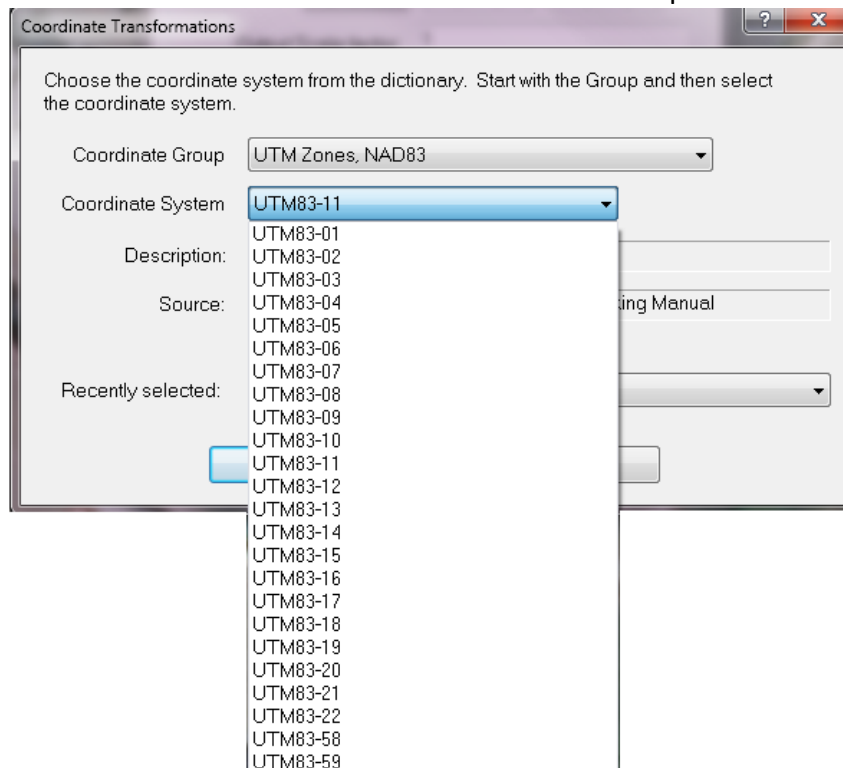 Coordinate Transformations
Choose the coordinate system from the dictionary. Start with the Group and then select
the coordinate system.
Coordinate Group UTM Zones, NAD83
Coordinate System UTM83-11
UTM83-01
Description: UTM83-02
UTM83-03
Source: UTM83-04 king Manual
UTM83-05
UTM83-06
UTM83-07
Recently selected: UTM83-08
UTM83-09
UTM83-10
UTM83-11
UTM83-12
UTM83-13
UTM83-14
UTM83-15
UTM83-16
UTM83-17
UTM83-18
UTM83-19
UTM83-20
UTM83-21
UTM83-22
UTM83-58
UTM83-59